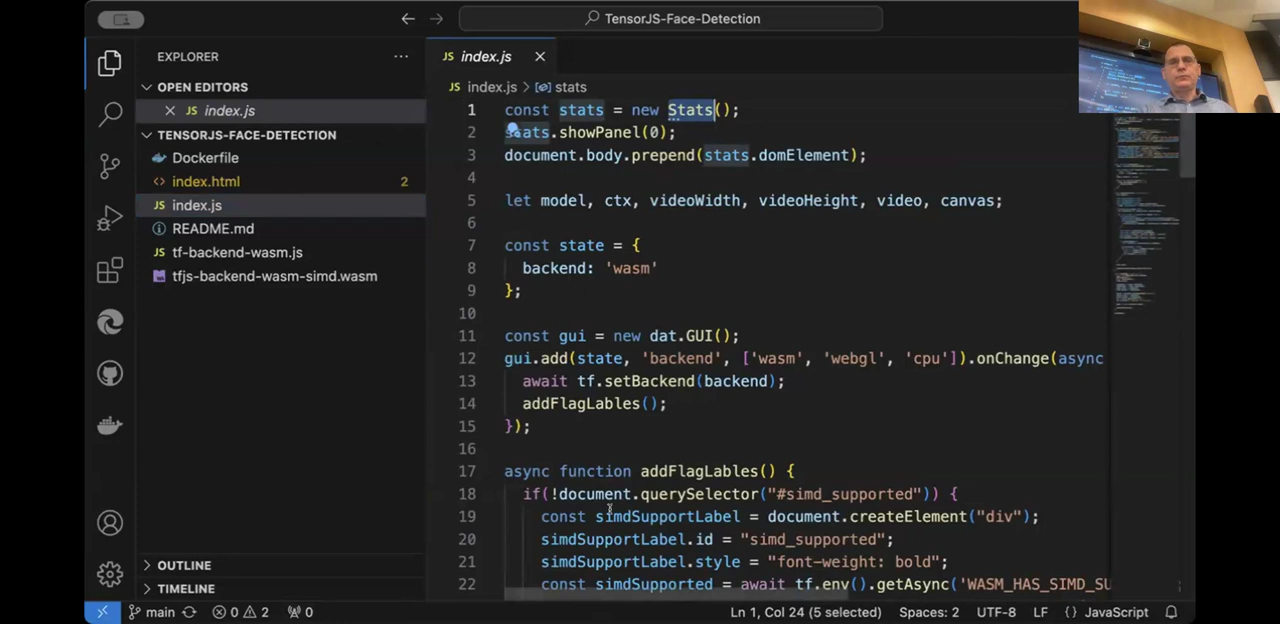 TensorJS-Face-Detection
EXPLORER
OPEN EDITORS
JS index.js
TENSORJS-FACE-DETECTION
Dockerfile
<> index.html 2
JS index.js
README.md
JS tf-backend-wasm.js
tfjs-backend-wasm-simd.wasm
OUTLINE
TIMELINE
JS index.js
JS index.js > stats
1 const stats = new Stats();
2 stats.showPanel(0);
3 document.body.prepend(stats.domElement);
4
5 let model, ctx, videoWidth, videoHeight, video, canvas;
6
7 const state = {
8 backend: 'wasm'
9 };
10
11 const gui = new dat.GUI();
12 gui.add(state, 'backend', ['wasm', 'webgl', 'cpu']).onChange(async
13 await tf.setBackend(backend);
14 addFlagLables();
15 });
16
17 async function addFlagLables() {
18 if(!document.querySelector("#simd_supported")) {
19 const simdSupportLabel = document.createElement("div");
20 simdSupportLabel.id = "simd_supported";
21 simdSupportLabel.style = "font-weight: bold";
22 const simdSupported = await tf.env().getAsync('WASM_HAS_SIMD_SU
main 0 2 0 Ln 1, Col 24 (5 selected) Spaces: 2 UTF-8 LF {} JavaScript